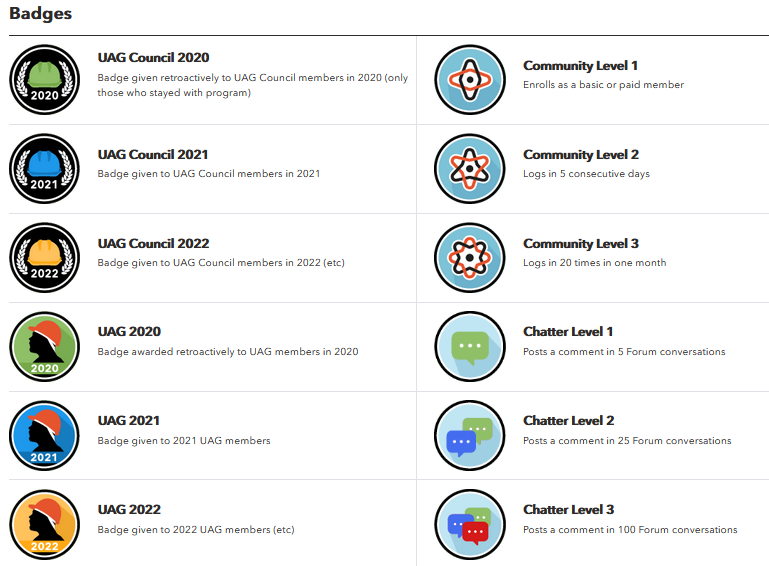 Badges
2020
UAG Council 2020
Badge given retroactively to UAG Council members in 2020 (only
those who stayed with program)
Community Level 1
Enrolls as a basic or paid member
2021
UAG Council 2021
Badge given to UAG Council members in 2021
Community Level 2
Logs in 5 consecutive days
2022
UAG Council 2022
Badge given to UAG Council members in 2022 (etc)
Community Level 3
Logs in 20 times in one month
2020
UAG 2020
Badge awarded retroactively to UAG members in 2020
Chatter Level 1
Posts a comment in 5 Forum conversations
2021
UAG 2021
Badge given to 2021 UAG members
Chatter Level 2
Posts a comment in 25 Forum conversations
2022
UAG 2022
Badge given to 2022 UAG members (etc)
Chatter Level 3
Posts a comment in 100 Forum conversations